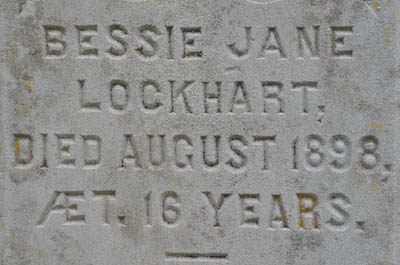 BESSIE JANE
LOCKHART,
DIED AUGUST 1898,
ÆT. 16 YEARS.